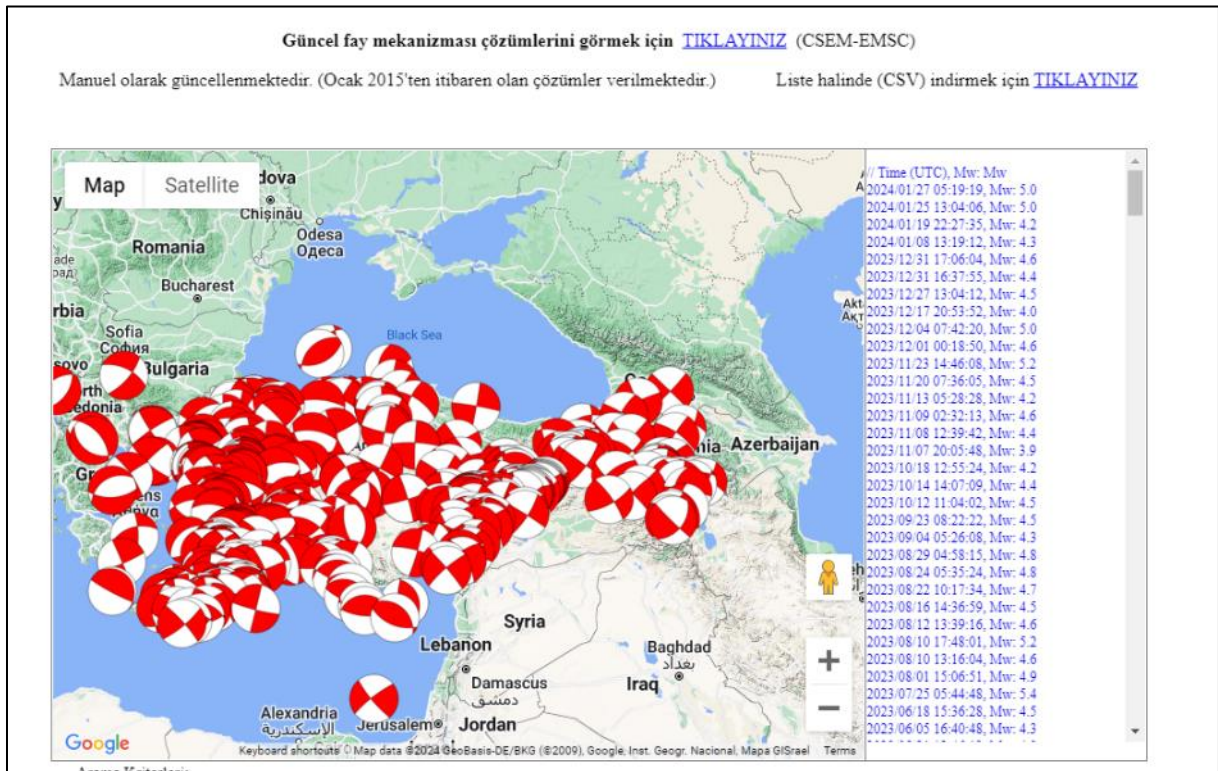 Güncel fay mekanizması çözümlerini görmek için TIKLAYINIZ (CSEM-EMSC)
Manuel olarak güncellenmektedir. (Ocak 2015'ten itibaren olan çözümler verilmektedir.) Liste halinde (CSV) indirmek için TIKLAYINIZ
Map Satellite
dova
Chișinău
Odesa
Одеса
Romania
Bucharest
rbia
Sofia
София
Bulgaria
Black Sea
edonia
Azerbaijan
Syria
Lebanon
Baghdad
بغداد
Damascus
دمشق
Iraq
Alexandria
الإسكندرية
Jerusalem
Jordan
Google
Keyboard shortcuts Map data ©2024 GeoBasis-DE/BKG (©2009), Google, Inst. Geogr. Nacional, Mapa GISrael Terms
// Time (UTC), Mw: Mw
2024/01/27 05:19:19, Mw: 5.0
2024/01/25 13:04:06, Mw: 5.0
2024/01/19 22:27:35, Mw: 4.2
2024/01/08 13:19:12, Mw: 4.3
2023/12/31 17:06:04, Mw: 4.6
2023/12/31 16:37:55, Mw: 4.4
2023/12/27 13:04:12, Mw: 4.5
2023/12/17 20:53:52, Mw: 4.0
2023/12/04 07:42:20, Mw: 5.0
2023/12/01 00:18:50, Mw: 4.6
2023/11/23 14:46:08, Mw: 5.2
2023/11/20 07:36:05, Mw: 4.5
2023/11/13 05:28:28, Mw: 4.2
2023/11/09 02:32:13, Mw: 4.6
2023/11/08 12:39:42, Mw: 4.4
2023/11/07 20:05:48, Mw: 3.9
2023/10/18 12:55:24, Mw: 4.2
2023/10/14 14:07:09, Mw: 4.4
2023/10/12 11:04:02, Mw: 4.5
2023/09/23 08:22:22, Mw: 4.5
2023/09/04 05:26:08, Mw: 4.3
2023/08/29 04:58:15, Mw: 4.8
2023/08/24 05:35:24, Mw: 4.8
2023/08/22 10:17:34, Mw: 4.7
2023/08/16 14:36:59, Mw: 4.5
2023/08/12 13:39:16, Mw: 4.6
2023/08/10 17:48:01, Mw: 5.2
2023/08/10 13:16:04, Mw: 4.6
2023/08/01 15:06:51, Mw: 4.9
2023/07/25 05:44:48, Mw: 5.4
2023/06/18 15:36:28, Mw: 4.5
2023/06/05 16:40:48, Mw: 4.3